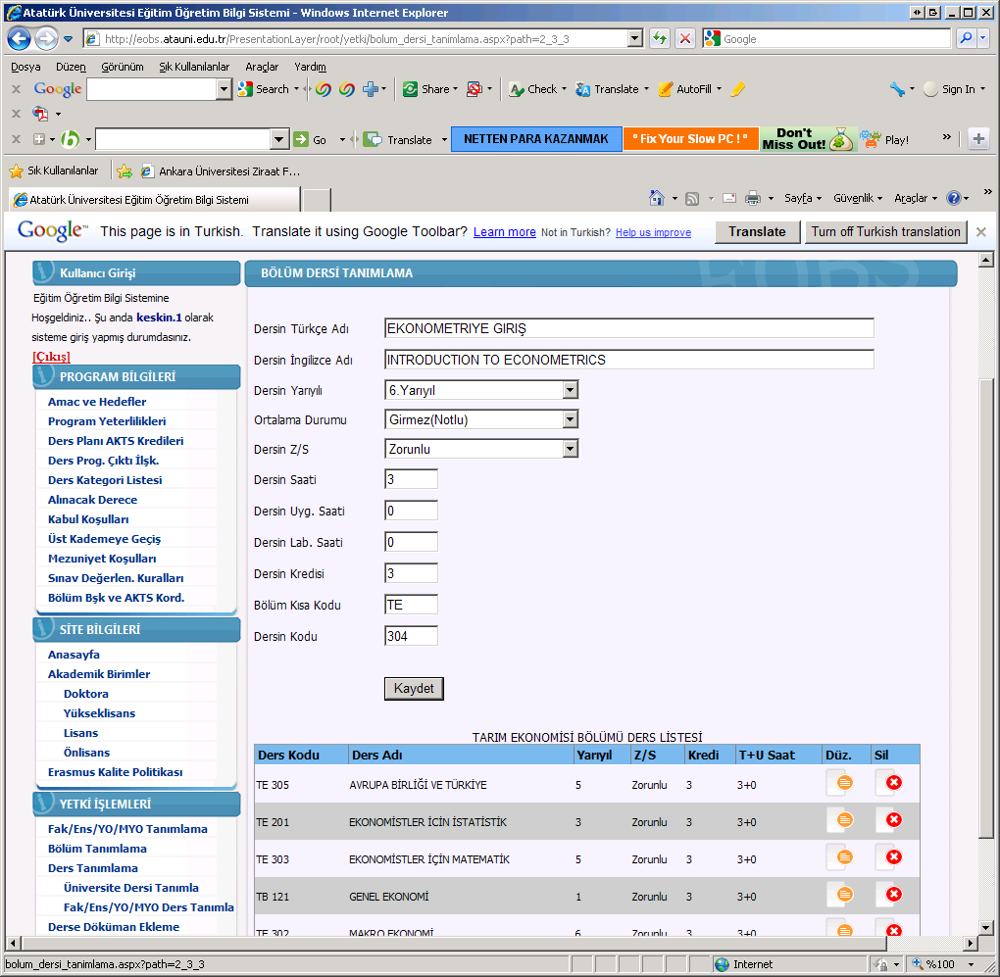 Atatürk Üniversitesi Eğitim Öğretim Bilgi Sistemi - Windows Internet Explorer
http://eobs.atauni.edu.tr/PresentationLayer/root/yetki/bolum_dersi_tanimlama.aspx?path=2_3_3
Google
Dosya Düzen Görünüm Sık Kullanılanlar Araçlar Yardım
x Google Search Share Check Translate AutoFill Sign In
x
x b Go Translate NETTEN PARA KAZANMAK ° Fix Your Slow PC ! ° Don't Miss Out! Play! »
Sık Kullanılanlar Ankara Üniversitesi Ziraat F...
Atatürk Üniversitesi Eğitim Öğretim Bilgi Sistemi Sayfa Güvenlik Araçlar »
Google™ This page is in Turkish. Translate it using Google Toolbar? Learn more Not in Turkish? Help us improve Translate Turn off Turkish translation
Kullanıcı Girişi
Eğitim Öğretim Bilgi Sistemine
Hoşgeldiniz.. Şu anda keskin.1 olarak
sisteme giriş yapmış durumdasınız.
[Çıkış]
PROGRAM BİLGİLERİ
Amac ve Hedefler
Program Yeterlilikleri
Ders Planı AKTS Kredileri
Ders Prog. Çıktı İlşk.
Ders Kategori Listesi
Alınacak Derece
Kabul Koşulları
Üst Kademeye Geçiş
Mezuniyet Koşulları
Sınav Değerlen. Kuralları
Bölüm Bşk ve AKTS Kord.
SİTE BİLGİLERİ
Anasayfa
Akademik Birimler
Doktora
Yükseklisans
Lisans
Önlisans
Erasmus Kalite Politikası
YETKİ İŞLEMLERİ
Fak/Ens/YO/MYO Tanımlama
Bölüm Tanımlama
Ders Tanımlama
Üniversite Dersi Tanımla
Fak/Ens/YO/MYO Ders Tanımla
Derse Döküman Ekleme
BÖLÜM DERSİ TANIMLAMA
EOBS
Dersin Türkçe Adı EKONOMETRIYE GIRIŞ
Dersin İngilizce Adı INTRODUCTION TO ECONOMETRICS
Dersin Yarıyılı 6.Yarıyıl
Ortalama Durumu Girmez(Notlu)
Dersin Z/S Zorunlu
Dersin Saati 3
Dersin Uyg. Saati 0
Dersin Lab. Saati 0
Dersin Kredisi 3
Bölüm Kısa Kodu TE
Dersin Kodu 304
Kaydet
TARIM EKONOMİSİ BÖLÜMÜ DERS LİSTESİ
Ders Kodu Ders Adı Yarıyıl Z/S Kredi T+U Saat Düz. Sil
TE 305 AVRUPA BİRLİĞİ VE TÜRKİYE 5 Zorunlu 3 3+0
TE 201 EKONOMİSTLER İCİN İSTATİSTİK 3 Zorunlu 3 3+0
TE 303 EKONOMİSTLER İÇİN MATEMATİK 5 Zorunlu 3 3+0
TB 121 GENEL EKONOMİ 1 Zorunlu 3 3+0
TE 302 MAKRO EKONOMİ 6 Zorunlu 3 3+0
bolum_dersi_tanimlama.aspx?path=2_3_3 Internet %100